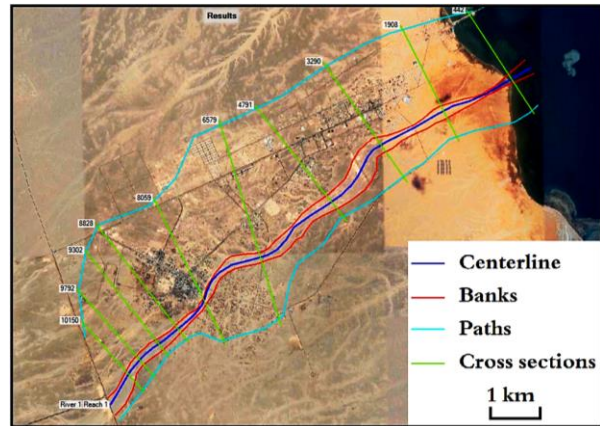 Results
442
1908
3290
4791
6579
8059
8828
9302
9792
10150
River 1 Reach 1
Centerline
Banks
Paths
Cross sections
1 km